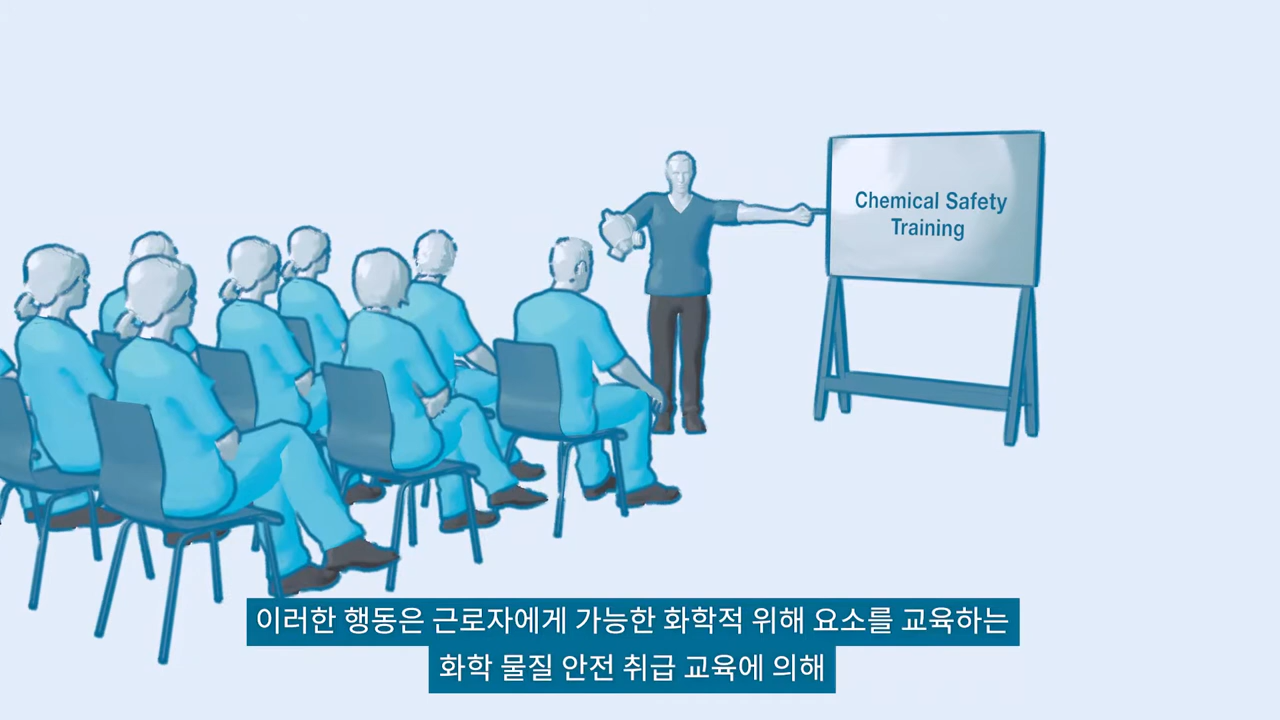 Chemical Safety
Training
이러한 행동은 근로자에게 가능한 화학적 위해 요소를 교육하는
화학 물질 안전 취급 교육에 의해